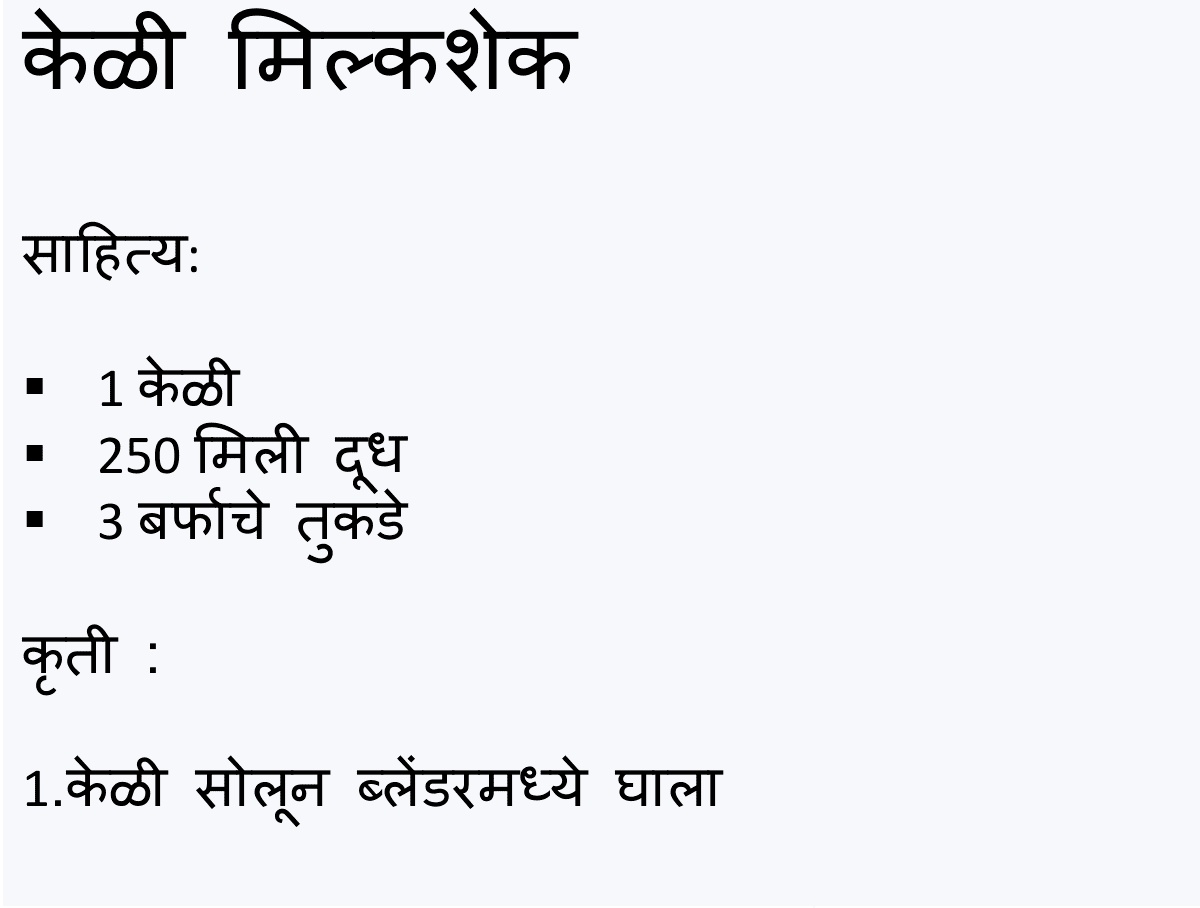 केळी मिल्कशेक
साहित्य:
▪ 1 केळी
▪ 250 मिली दूध
▪ 3 बर्फाचे तुकडे
कृती :
1.केळी सोलून ब्लेंडरमध्ये घाला